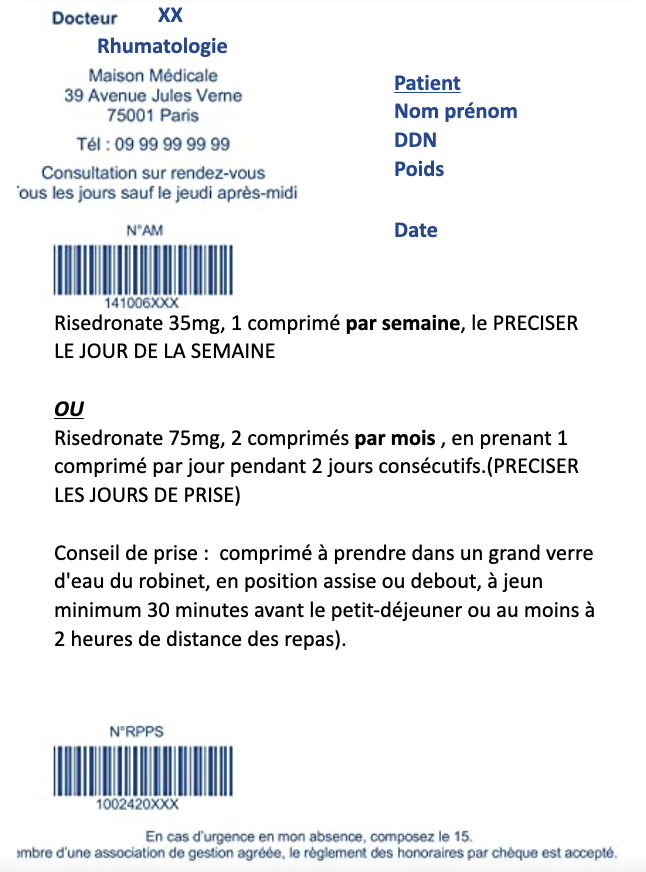 Docteur XX
Rhumatologie
Maison Médicale
39 Avenue Jules Verne
75001 Paris
Tél : 09 99 99 99 99
Consultation sur rendez-vous
ous les jours sauf le jeudi après-midi
Patient
Nom prénom
DDN
Poids
Date
N°AM
141006XXX
Risedronate 35mg, 1 comprimé par semaine, le PRECISER
LE JOUR DE LA SEMAINE
OU
Risedronate 75mg, 2 comprimés par mois , en prenant 1
comprimé par jour pendant 2 jours consécutifs.(PRECISER
LES JOURS DE PRISE)
Conseil de prise : comprimé à prendre dans un grand verre
d'eau du robinet, en position assise ou debout, à jeun
minimum 30 minutes avant le petit-déjeuner ou au moins à
2 heures de distance des repas).
N°RPPS
1002420XXX
En cas d'urgence en mon absence, composez le 15.
mbre d'une association de gestion agréée, le règlement des honoraires par chèque est accepté.